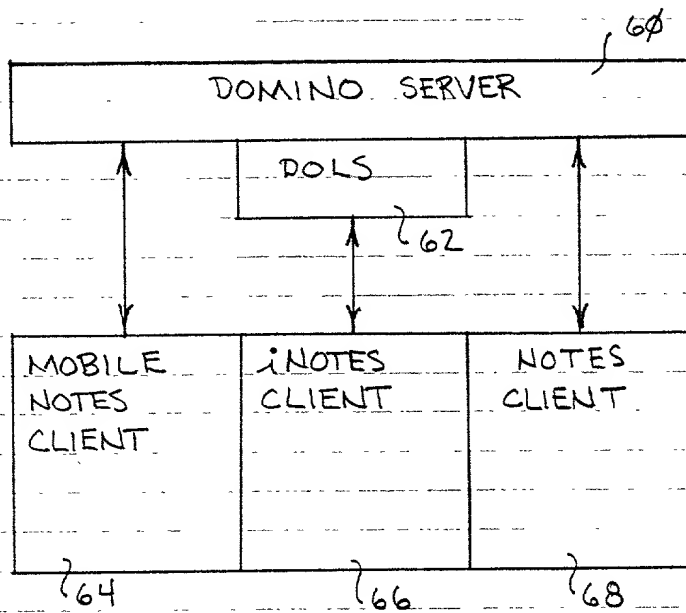 60
DOMINO SERVER
DOLS
62
MOBILE
NOTES
CLIENT
iNOTES
CLIENT
NOTES
CLIENT
64
66
68